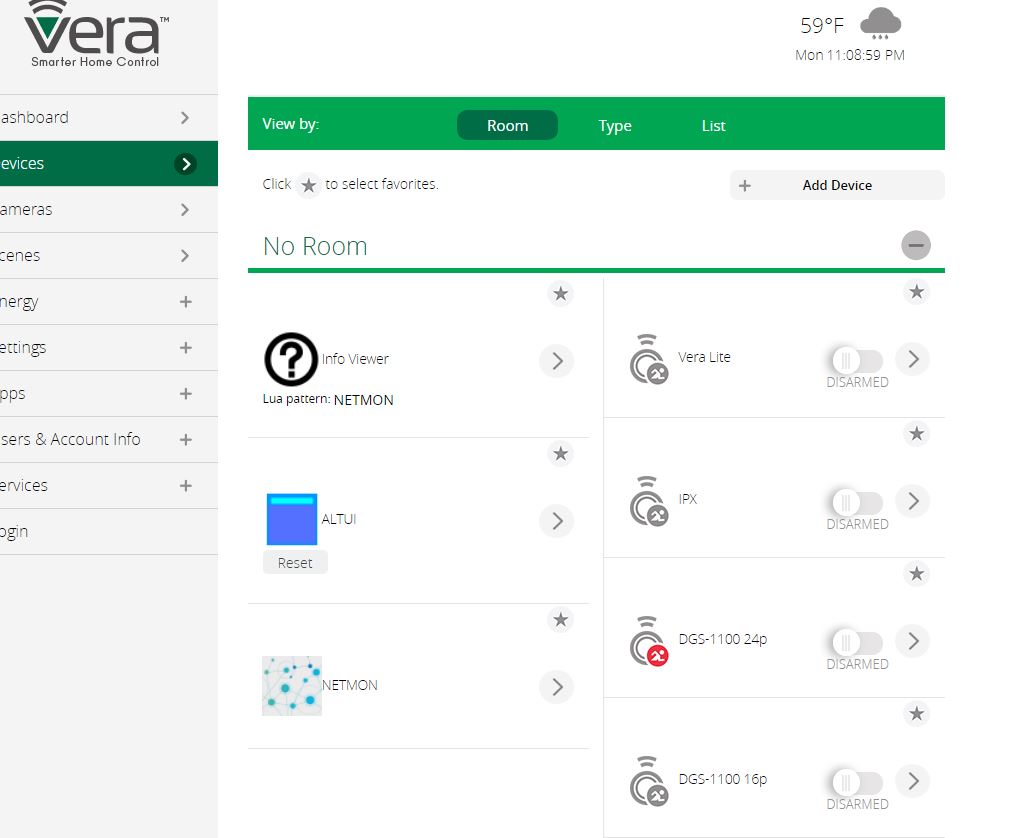 vera™
Smarter Home Control
59°F
Mon 11:08:59 PM
ashboard
evices
ameras
cenes
nergy
ettings
pps
sers & Account Info
ervices
ogin
View by:
Room
Type
List
Click ★ to select favorites.
+ Add Device
No Room
Info Viewer
Lua pattern: NETMON
ALTUI
Reset
NETMON
Vera Lite
DISARMED
IPX
DISARMED
DGS-1100 24p
DISARMED
DGS-1100 16p
DISARMED